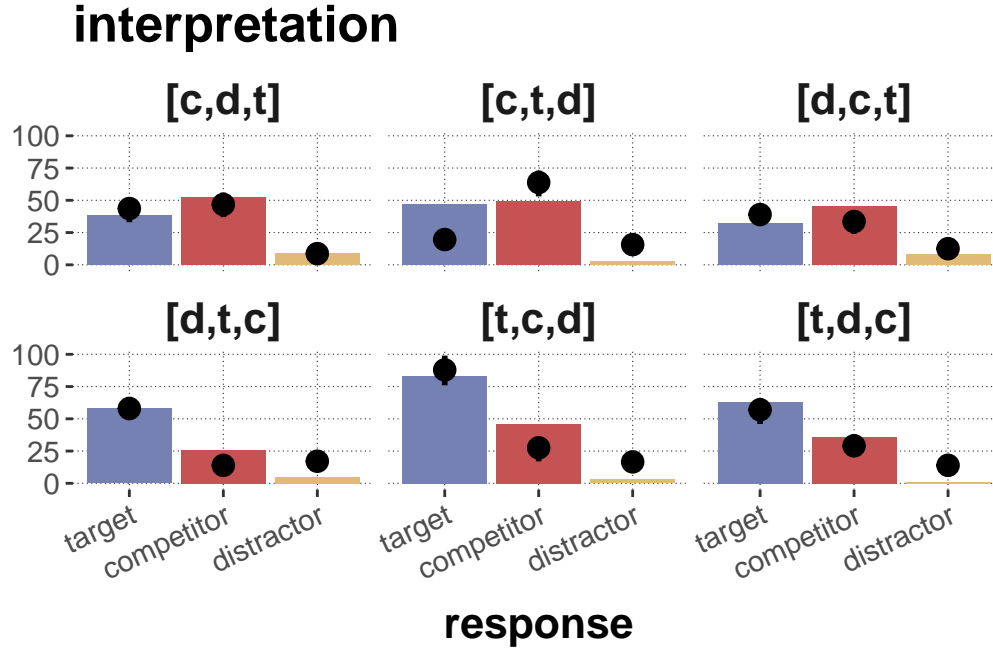 interpretation
[c,d,t] [c,t,d] [d,c,t]
100
75
50
25
0
[d,t,c] [t,c,d] [t,d,c]
100
75
50
25
0
target competitor distractor target competitor distractor target competitor distractor
response